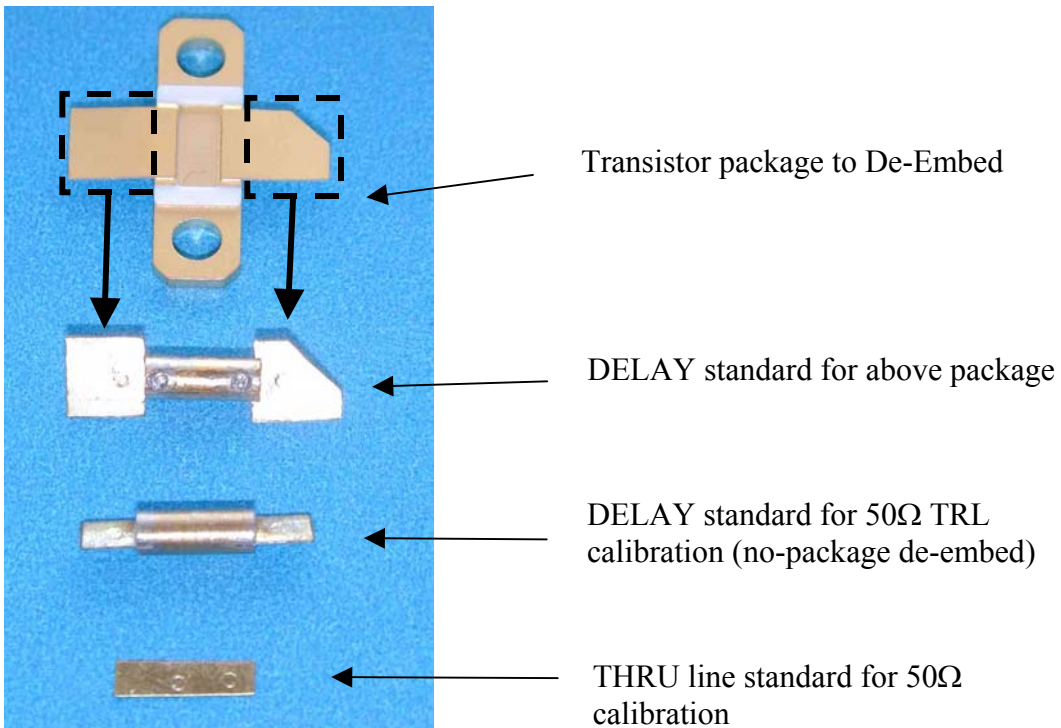 Transistor package to De-Embed
DELAY standard for above package
DELAY standard for 50Ω TRL
calibration (no-package de-embed)
THRU line standard for 50Ω
calibration